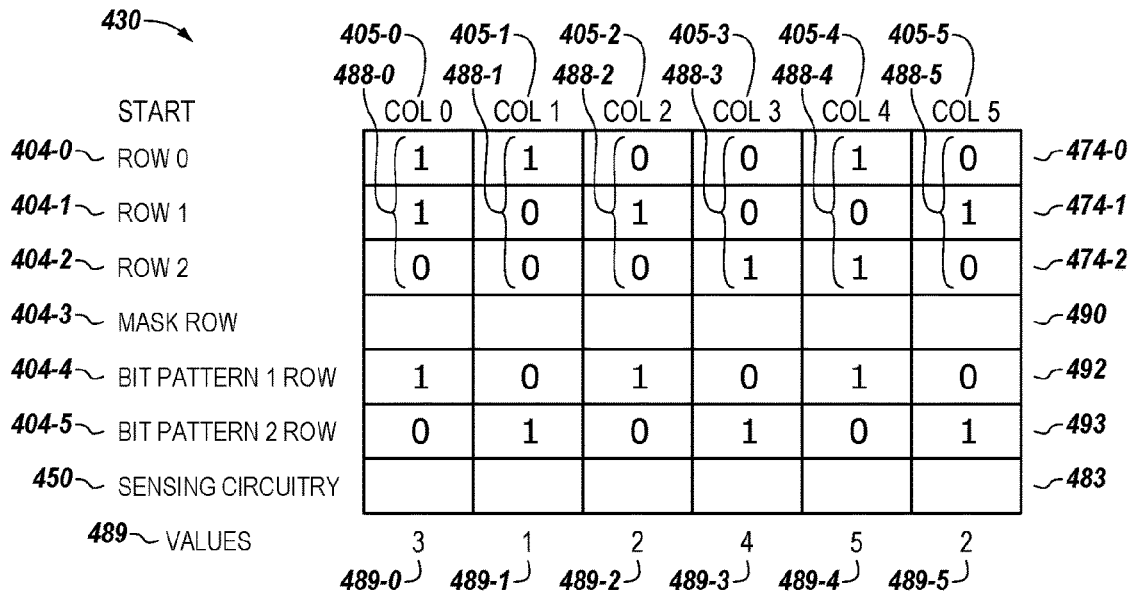 430
405-0 405-1 405-2 405-3 405-4 405-5
488-0 488-1 488-2 488-3 488-4 488-5
START COL 0 COL 1 COL 2 COL 3 COL 4 COL 5
404-0 ROW 0 1 1 0 0 1 0 474-0
404-1 ROW 1 1 0 1 0 0 1 474-1
404-2 ROW 2 0 0 0 1 1 0 474-2
404-3 MASK ROW 490
404-4 BIT PATTERN 1 ROW 1 0 1 0 1 0 492
404-5 BIT PATTERN 2 ROW 0 1 0 1 0 1 493
450 SENSING CIRCUITRY 483
489 VALUES 3 1 2 4 5 2
489-0 489-1 489-2 489-3 489-4 489-5